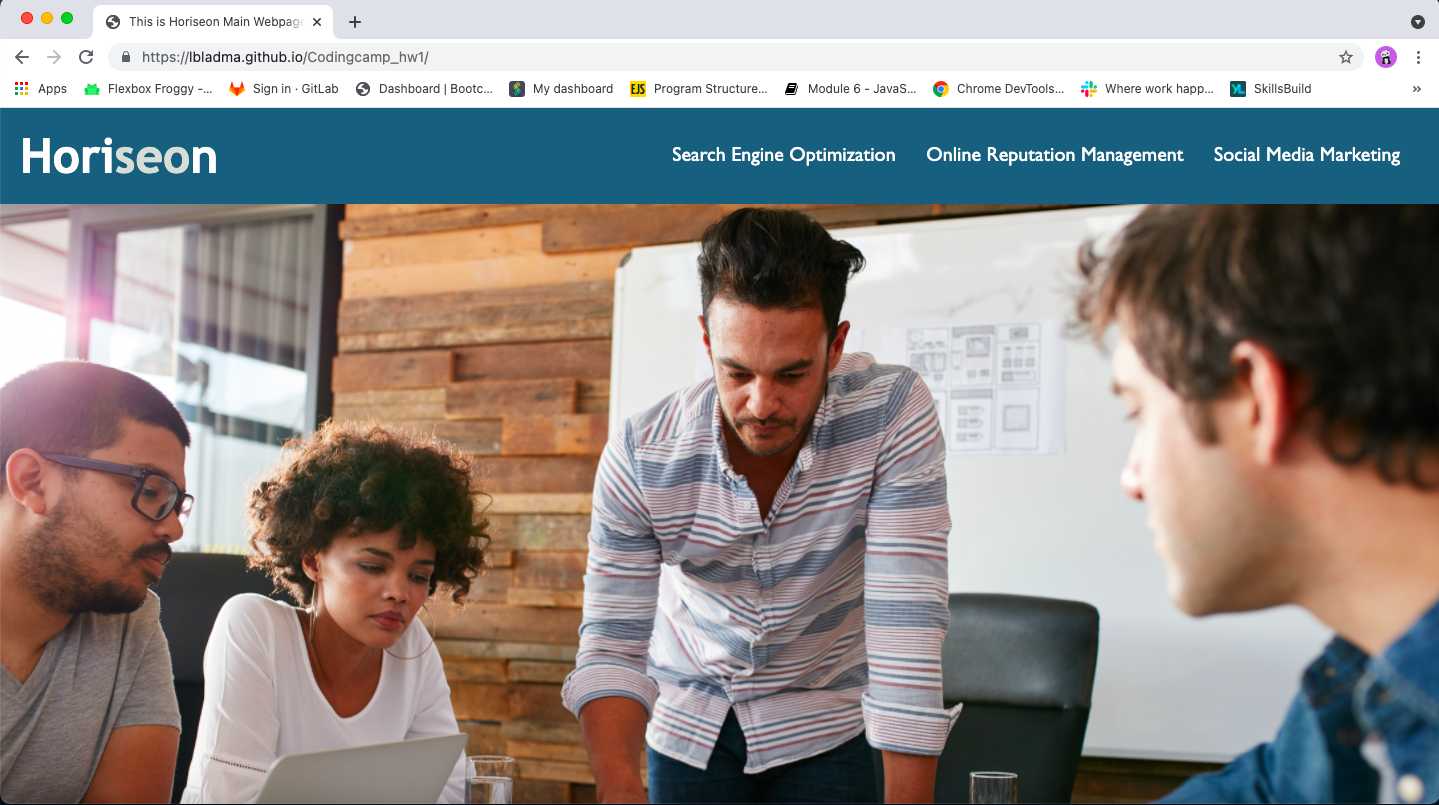 This is Horiseon Main Webpage
https://lbladma.github.io/Codingcamp_hw1/
Apps Flexbox Froggy -... Sign in · GitLab Dashboard | Bootc... My dashboard EJS Program Structure... Module 6 - JavaS... Chrome DevTools... Where work happ... YL SkillsBuild »
Horiseon Search Engine Optimization Online Reputation Management Social Media Marketing